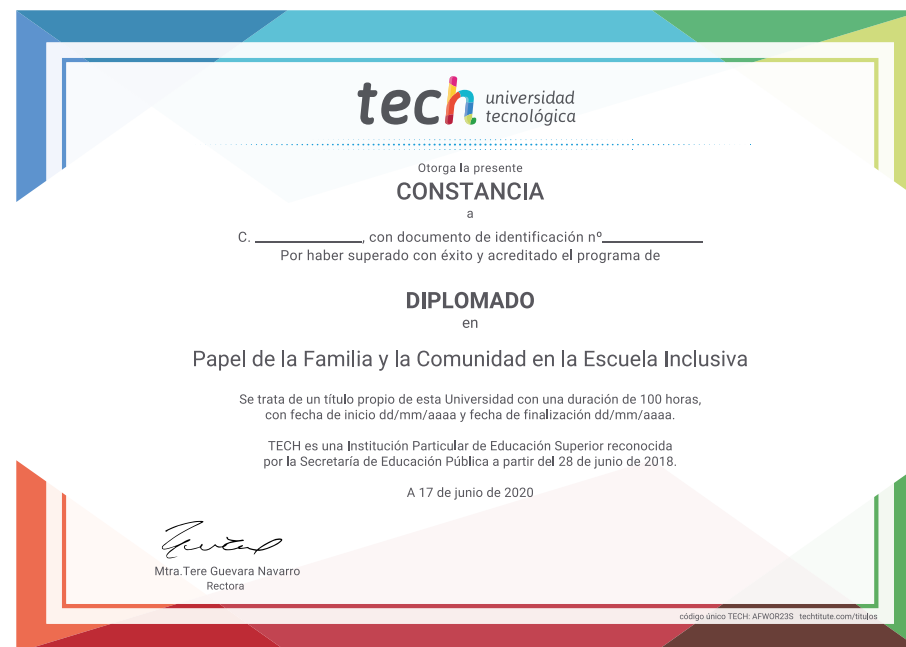 tech universidad
tecnológica
Otorga la presente
CONSTANCIA
a
C. ____________, con documento de identificación nº____________
Por haber superado con éxito y acreditado el programa de
DIPLOMADO
en
Papel de la Familia y la Comunidad en la Escuela Inclusiva
Se trata de un título propio de esta Universidad con una duración de 100 horas,
con fecha de inicio dd/mm/aaaa y fecha de finalización dd/mm/aaaa.
TECH es una Institución Particular de Educación Superior reconocida
por la Secretaría de Educación Pública a partir del 28 de junio de 2018.
A 17 de junio de 2020
Mtra.Tere Guevara Navarro
Rectora
código único TECH: AFWOR23S techtitute.com/titulos